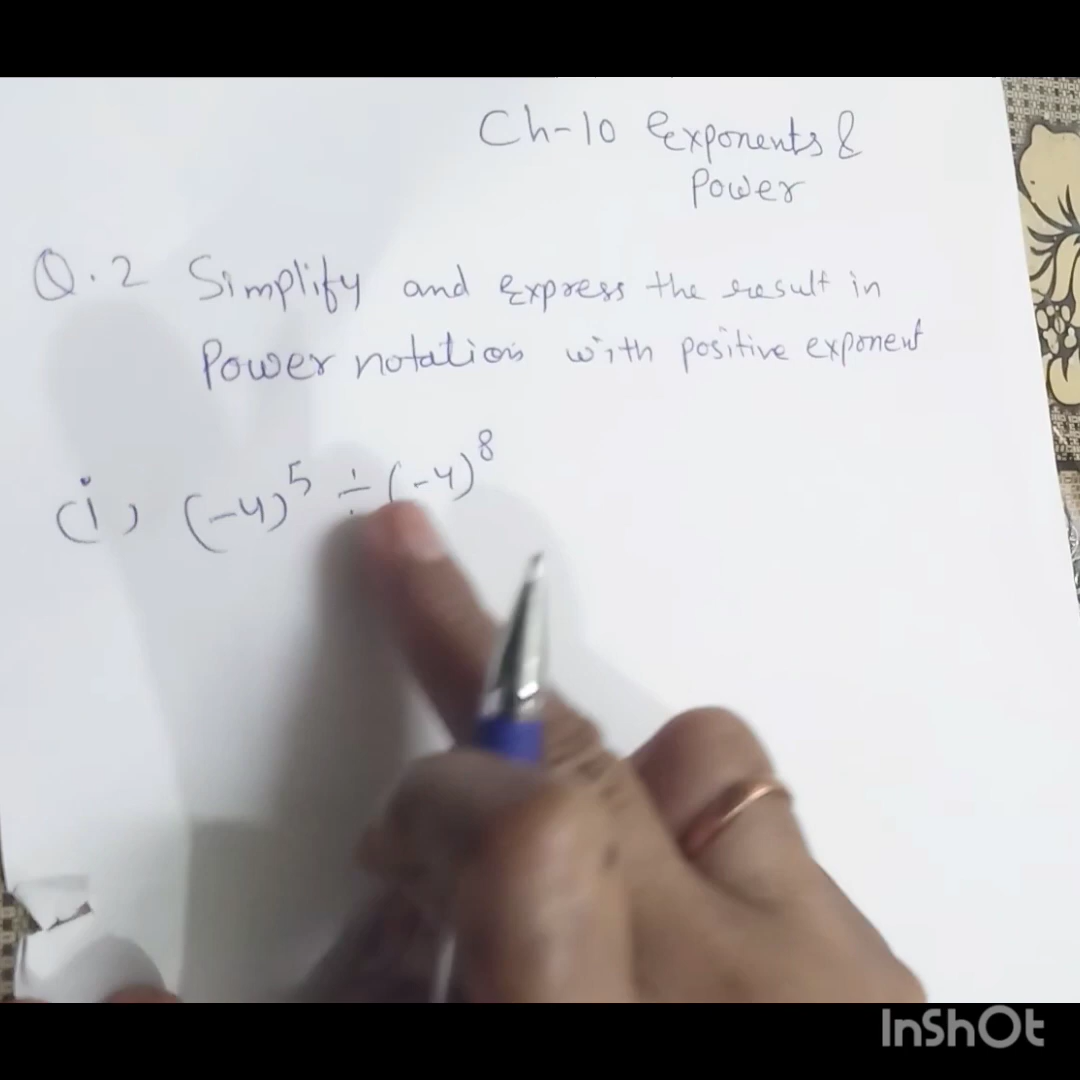 Ch-10 Exponents &
Power
Q.2 Simplify and Express the result in
Power notation with positive exponent
(i) (-4)⁵ ÷ (-4)⁸
InShOt